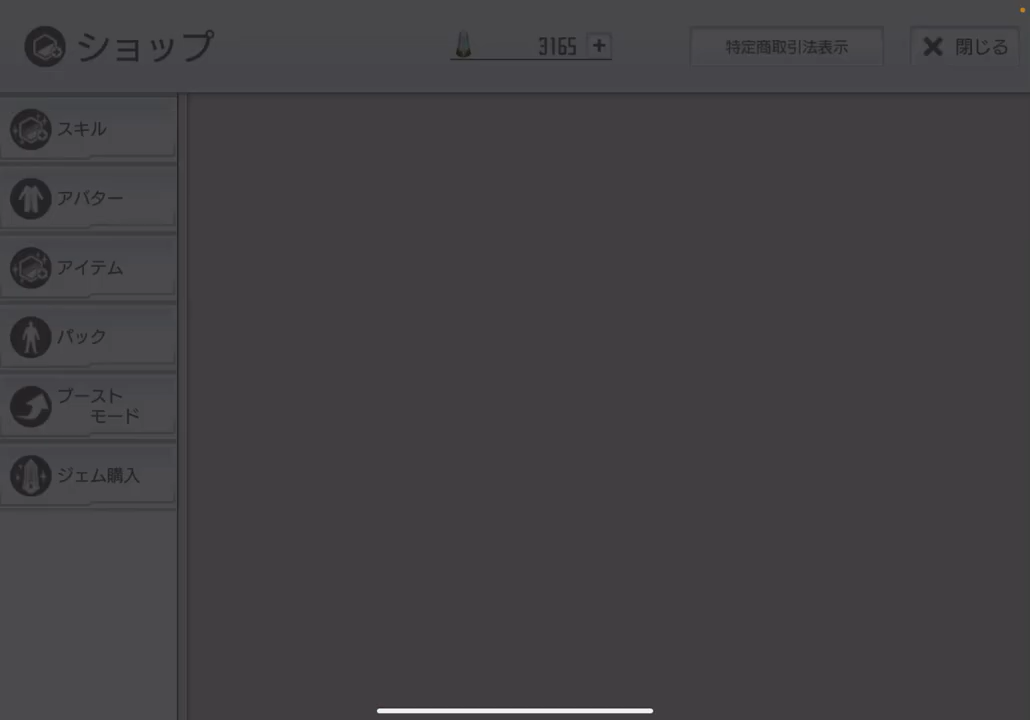 ショップ
3165 +
特定商取引法表示
閉じる
スキル
アバター
アイテム
パック
ブースト
モード
ジェム購入